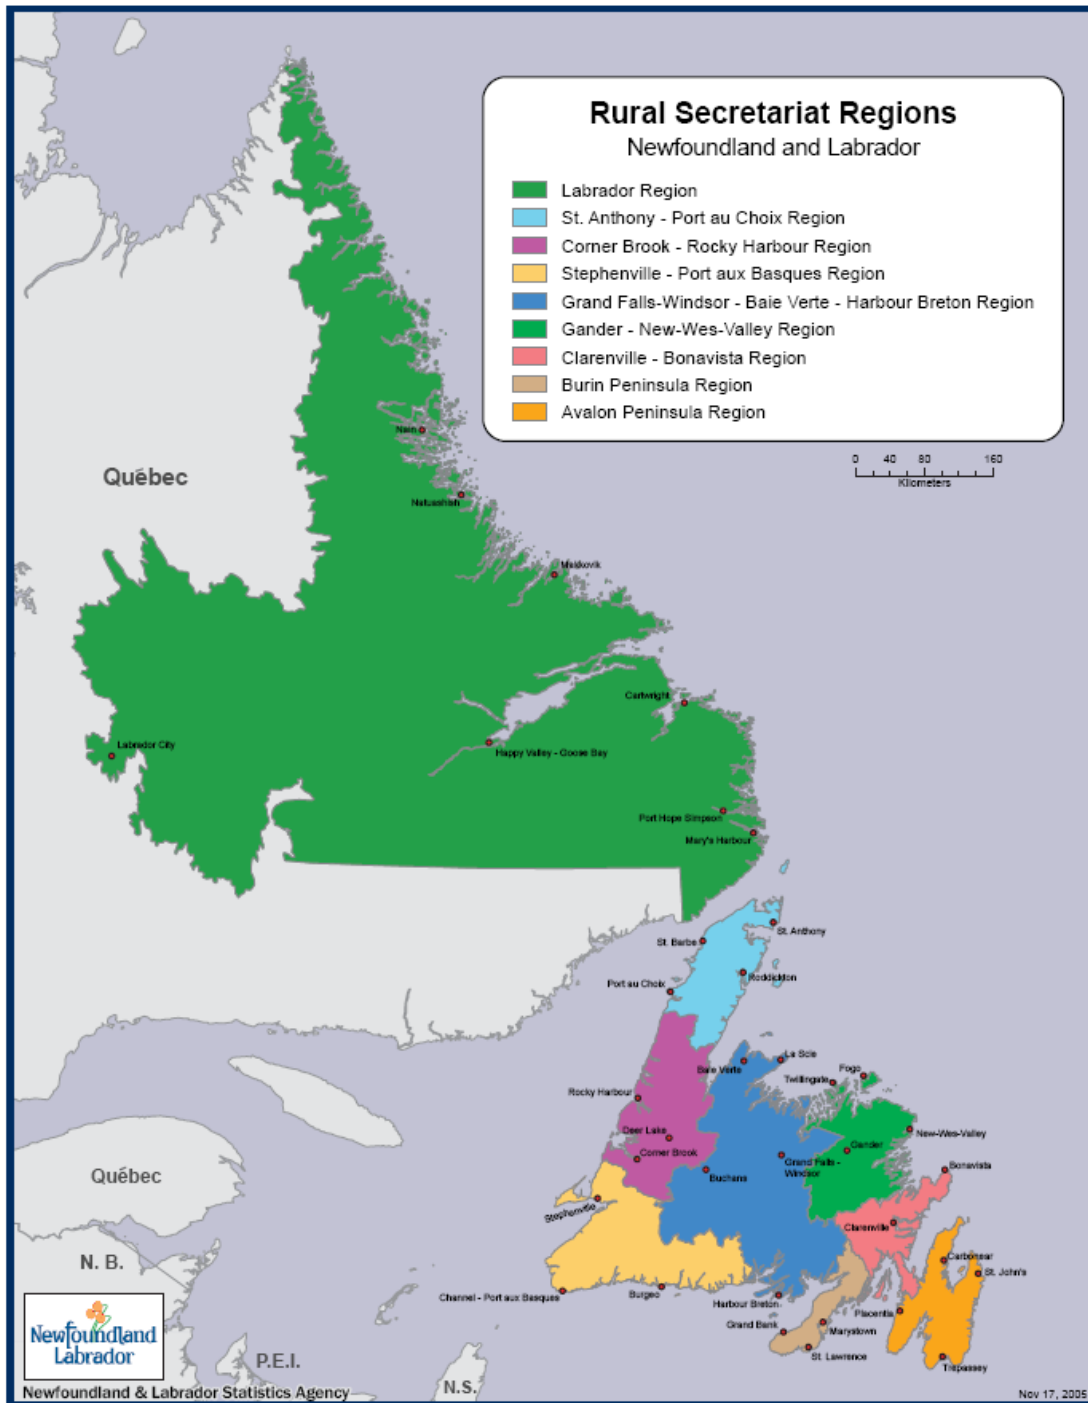 Rural Secretariat Regions
Newfoundland and Labrador
Labrador Region
St. Anthony - Port au Choix Region
Corner Brook - Rocky Harbour Region
Stephenville - Port aux Basques Region
Grand Falls-Windsor - Baie Verte - Harbour Breton Region
Gander - New-Wes-Valley Region
Clarenville - Bonavista Region
Burin Peninsula Region
Avalon Peninsula Region
0 40 80 160
Kilometers
Nain
Québec
Natuashish
Makkovik
Cartwright
Labrador City
Happy Valley - Goose Bay
Port Hope Simpson
Mary's Harbour
St. Anthony
St. Barbe
Roddickton
Port au Choix
La Scie
Baie Verte
Fogo
Twillingate
Rocky Harbour
New-Wes-Valley
Deer Lake
Gander
Corner Brook
Grand Falls -
Windsor
Bonavista
Buchans
Québec
Stephenville
Clarenville
Carbonear
N. B.
St. John's
Channel - Port aux Basques
Burgeo
Harbour Breton
Placentia
Grand Bank
Marystown
St. Lawrence
Trepassey
Newfoundland
Labrador
P.E.I.
N.S.
Newfoundland & Labrador Statistics Agency
Nov 17, 2005